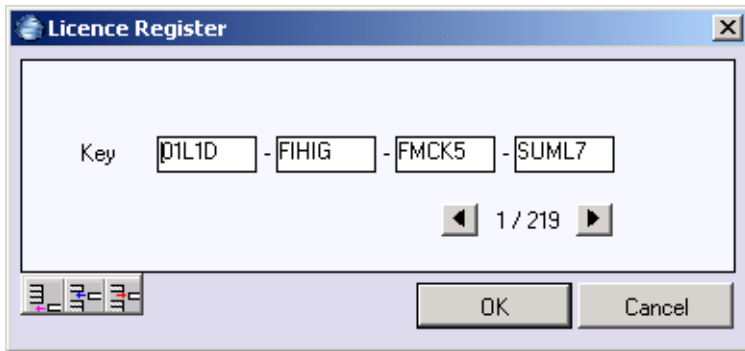 Licence Register
Key 01L1D - FIHIG - FMCK5 - SUML7
1 / 219
OK Cancel